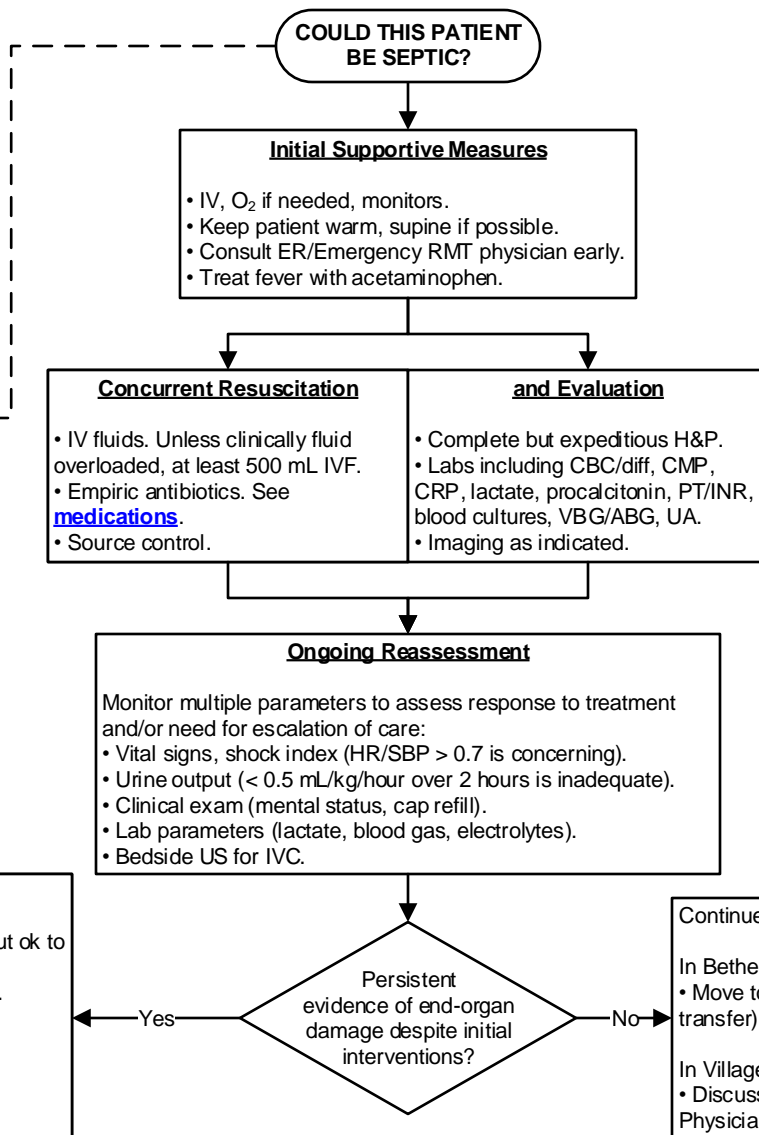 COULD THIS PATIENT
BE SEPTIC?
Initial Supportive Measures
• IV, O₂ if needed, monitors.
• Keep patient warm, supine if possible.
• Consult ER/Emergency RMT physician early.
• Treat fever with acetaminophen.
Concurrent Resuscitation
• IV fluids. Unless clinically fluid
overloaded, at least 500 mL IVF.
• Empiric antibiotics. See
medications.
• Source control.
and Evaluation
• Complete but expeditious H&P.
• Labs including CBC/diff, CMP,
CRP, lactate, procalcitonin, PT/INR,
blood cultures, VBG/ABG, UA.
• Imaging as indicated.
Ongoing Reassessment
Monitor multiple parameters to assess response to treatment
and/or need for escalation of care:
• Vital signs, shock index (HR/SBP > 0.7 is concerning).
• Urine output (< 0.5 mL/kg/hour over 2 hours is inadequate).
• Clinical exam (mental status, cap refill).
• Lab parameters (lactate, blood gas, electrolytes).
• Bedside US for IVC.
ok to
Persistent
evidence of end-organ
damage despite initial
interventions?
Yes
No
Continue
In Bethe
• Move to
transfer)
In Village
• Discuss
Physicia